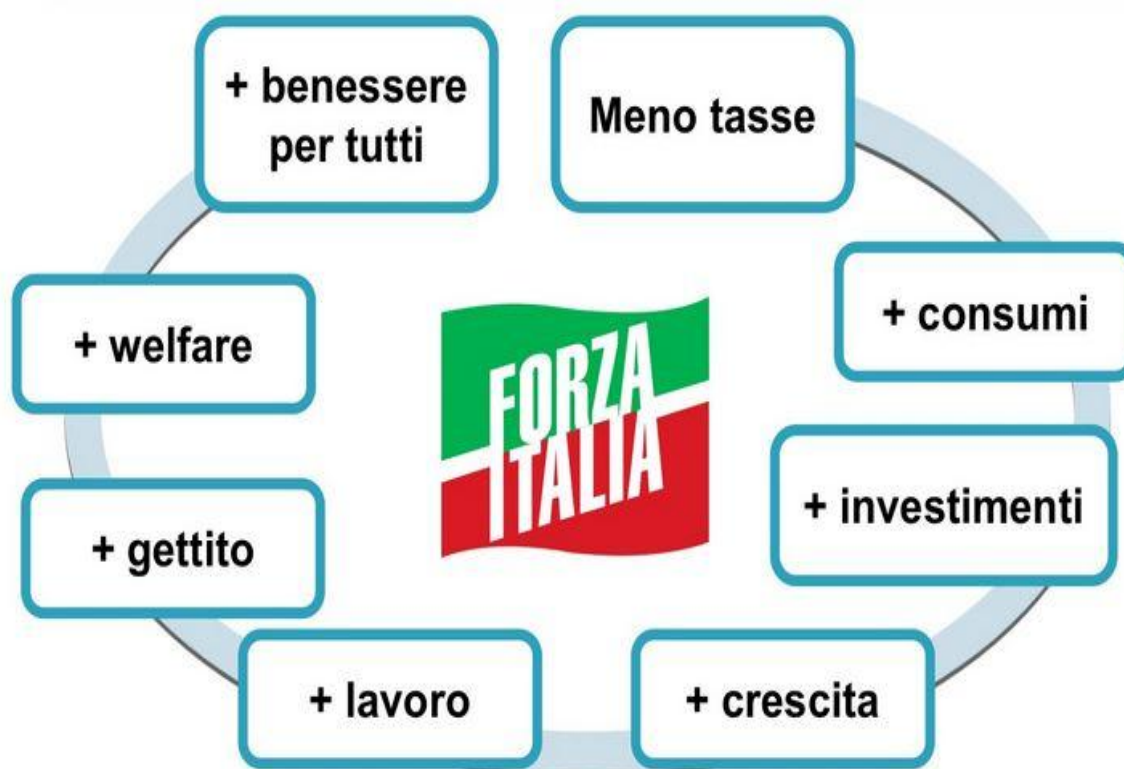 + benessere
per tutti
Meno tasse
+ consumi
+ welfare
FORZA
ITALIA
+ investimenti
+ gettito
+ lavoro
+ crescita